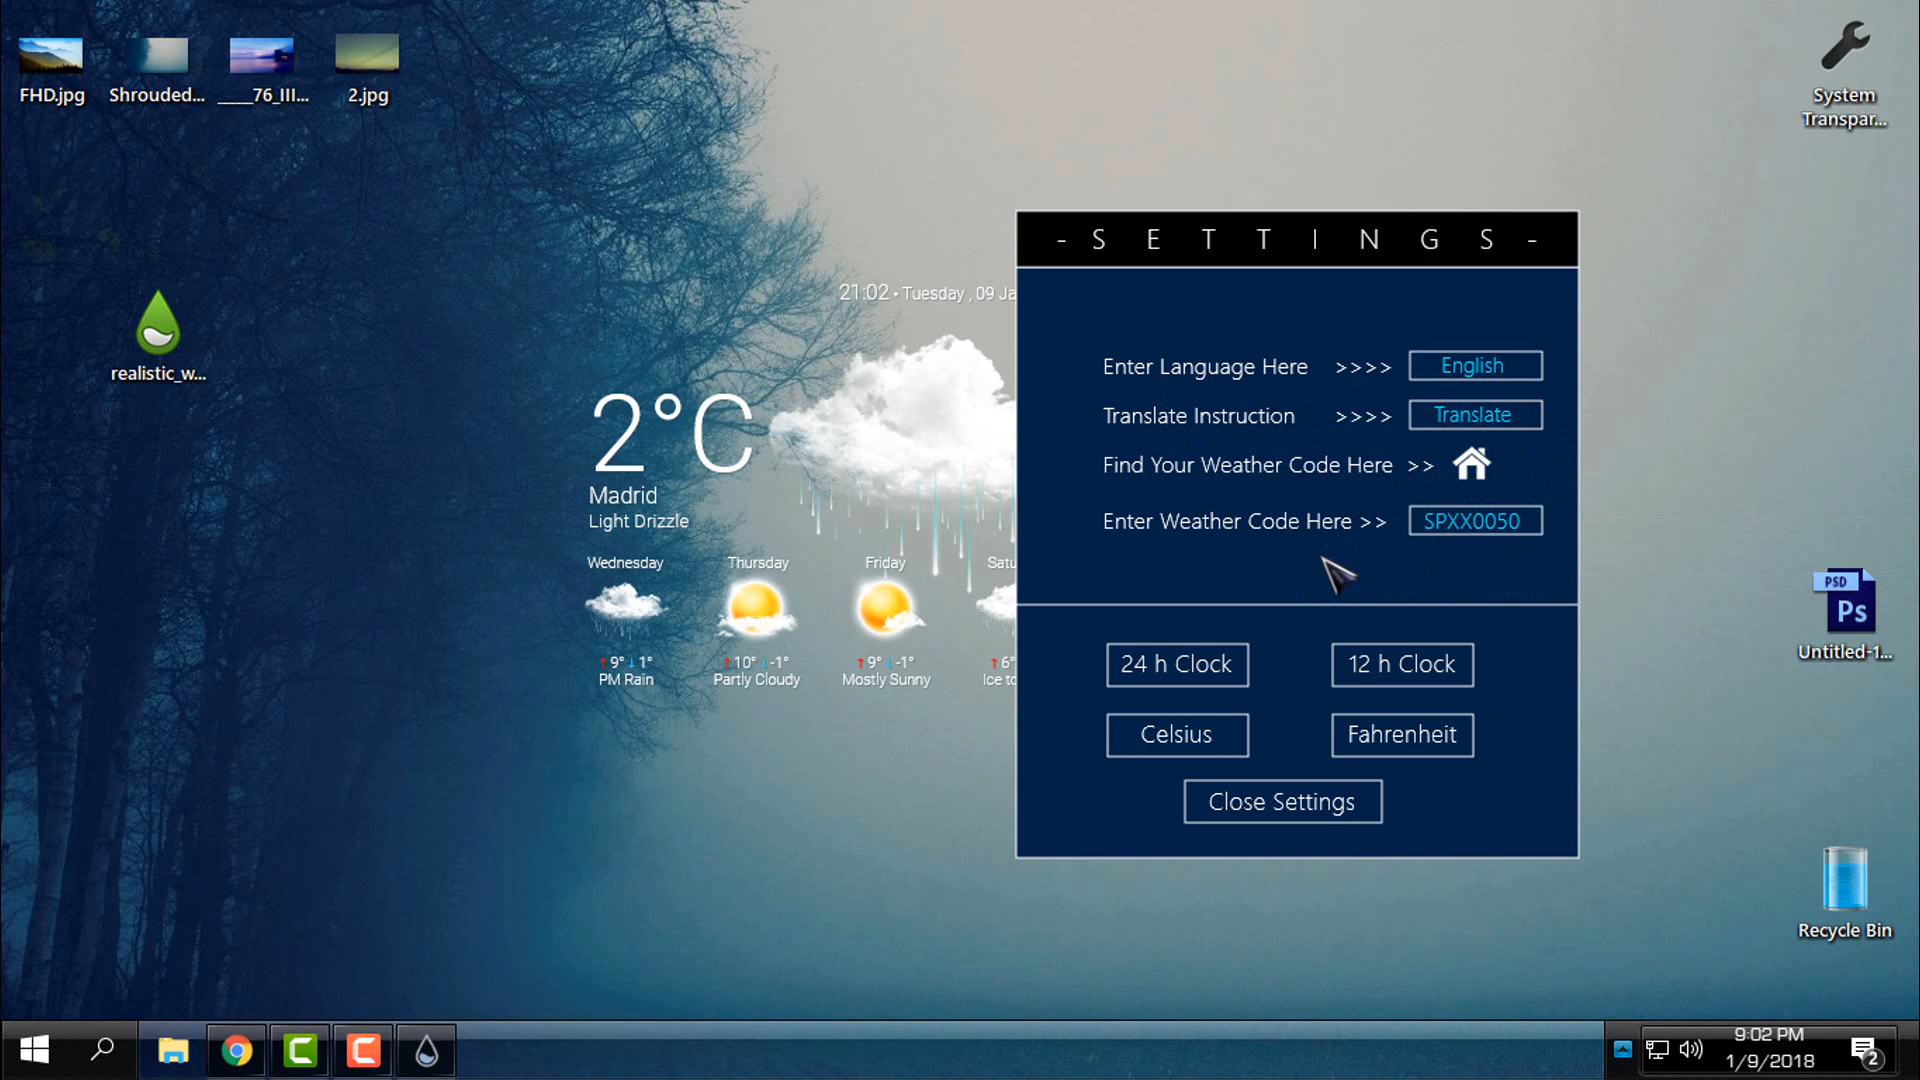 FHD.jpg
Shrouded...
____76_III...
2.jpg
System
Transpar...
realistic_w...
21:02 • Tuesday , 09 Ja
2°C
Madrid
Light Drizzle
Wednesday
Thursday
Friday
Satu
↑ 9° ↓ 1°
↑ 10° ↓ -1°
↑ 9° ↓ -1°
↑ 6°
PM Rain
Partly Cloudy
Mostly Sunny
Ice to
- S E T T I N G S -
Enter Language Here >>>> English
Translate Instruction >>>> Translate
Find Your Weather Code Here >>
Enter Weather Code Here >> SPXX0050
24 h Clock
12 h Clock
Celsius
Fahrenheit
Close Settings
PSD
Ps
Untitled-1...
Recycle Bin
9:02 PM
1/9/2018
2